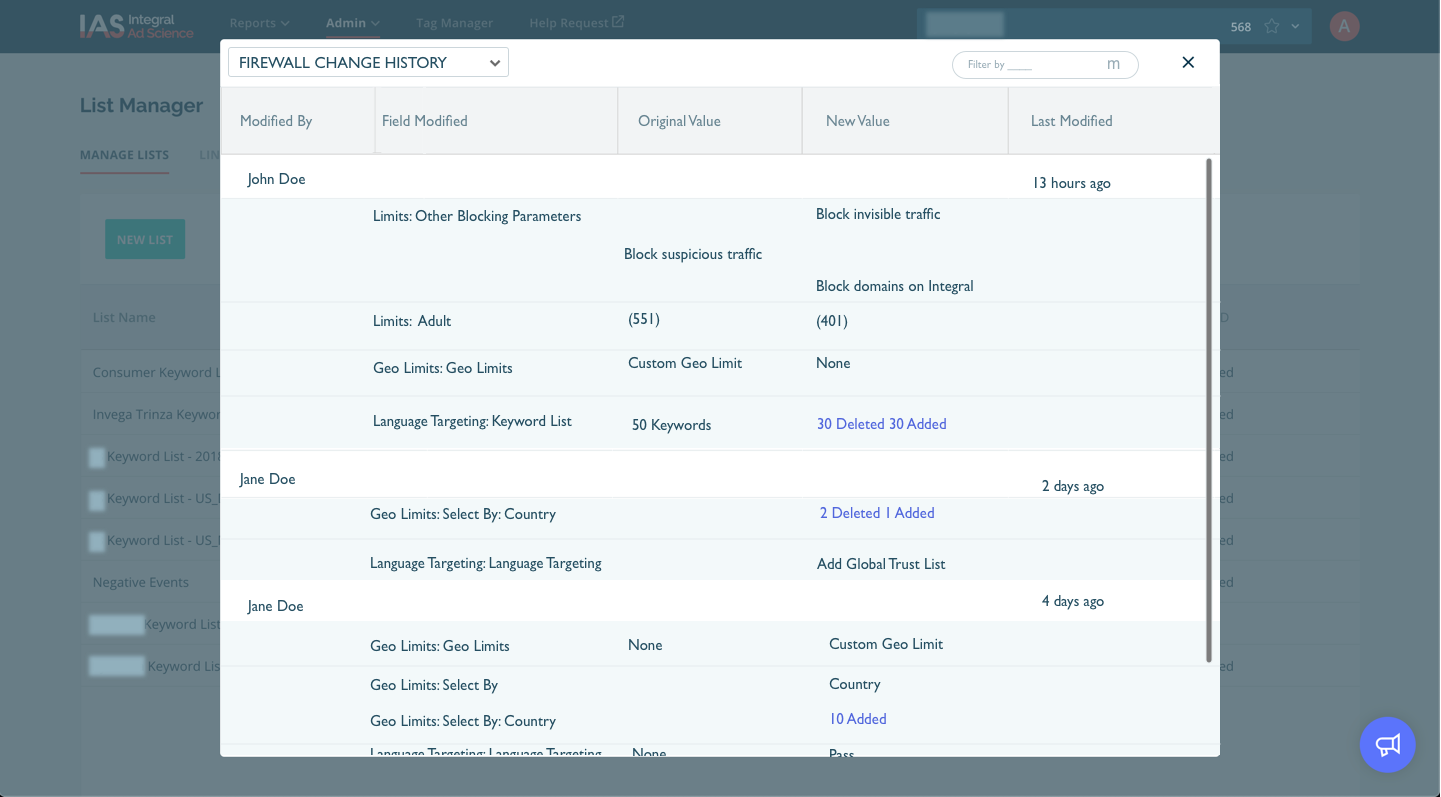 IAS Integral Ad Science
Reports
Admin
Tag Manager
Help Request
568
A
FIREWALL CHANGE HISTORY
Filter by ____
m
List Manager
MANAGE LISTS
LIN
NEW LIST
List Name
D
Consumer Keyword L
ed
Invega Trinza Keywor
ed
Keyword List - 2018
ed
Keyword List - US_
ed
Keyword List - US_
ed
Negative Events
ed
Keyword List
ed
Keyword Lis
ed
Modified By
Field Modified
Original Value
New Value
Last Modified
John Doe
13 hours ago
Limits: Other Blocking Parameters
Block invisible traffic
Block suspicious traffic
Block domains on Integral
Limits: Adult
(551)
(401)
Geo Limits: Geo Limits
Custom Geo Limit
None
Language Targeting: Keyword List
50 Keywords
30 Deleted 30 Added
Jane Doe
2 days ago
Geo Limits: Select By: Country
2 Deleted 1 Added
Language Targeting: Language Targeting
Add Global Trust List
Jane Doe
4 days ago
Geo Limits: Geo Limits
None
Custom Geo Limit
Geo Limits: Select By
Country
Geo Limits: Select By: Country
10 Added
Language Targeting: Language Targeting
None
Pass